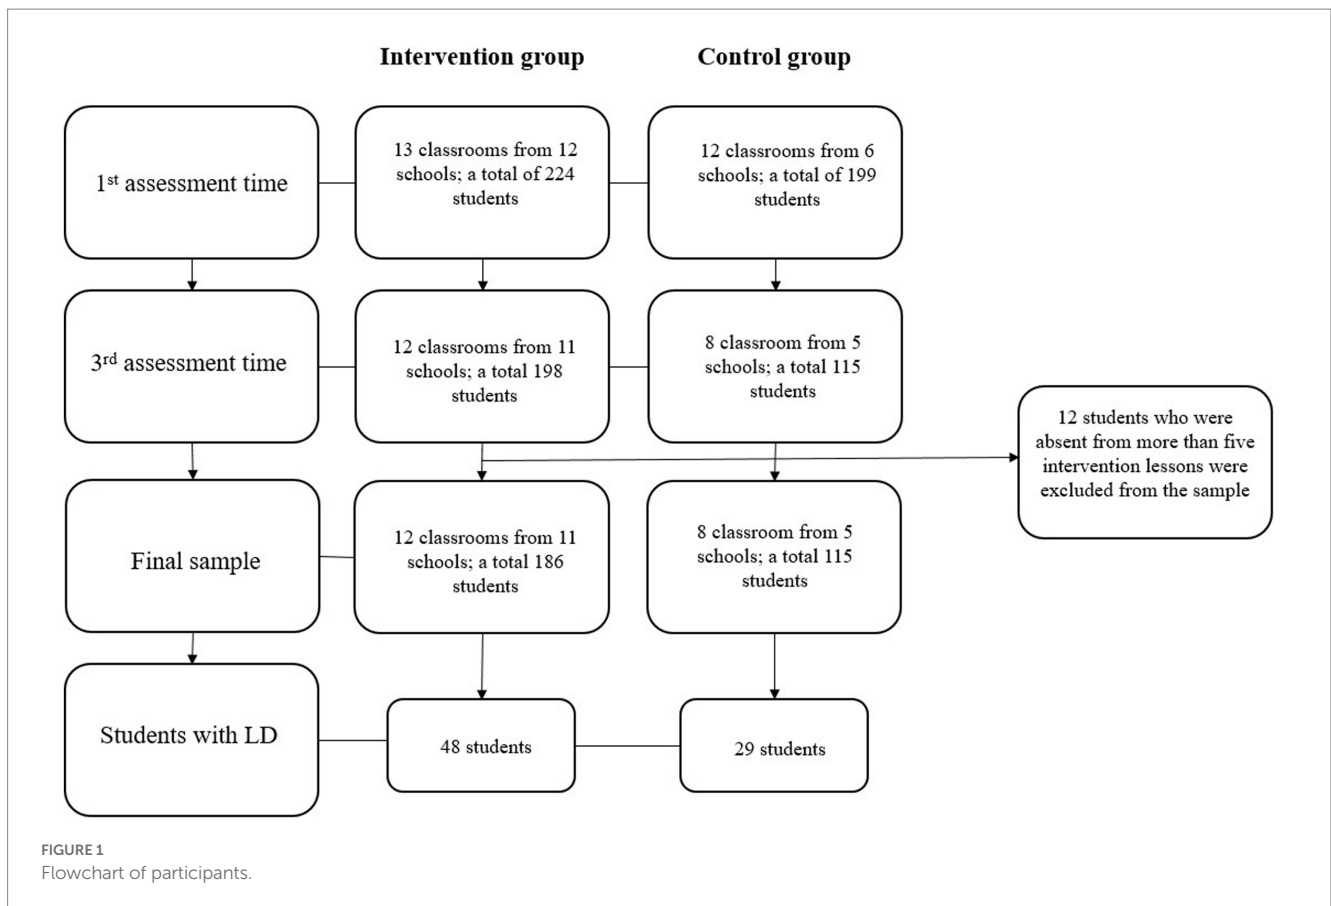 Intervention group
Control group
1st assessment time
13 classrooms from 12
schools; a total of 224
students
12 classrooms from 6
schools; a total of 199
students
3rd assessment time
12 classrooms from 11
schools; a total 198
students
8 classroom from 5
schools; a total 115
students
12 students who were
absent from more than five
intervention lessons were
excluded from the sample
Final sample
12 classrooms from 11
schools; a total 186
students
8 classroom from 5
schools; a total 115
students
Students with LD
48 students
29 students
FIGURE 1
Flowchart of participants.